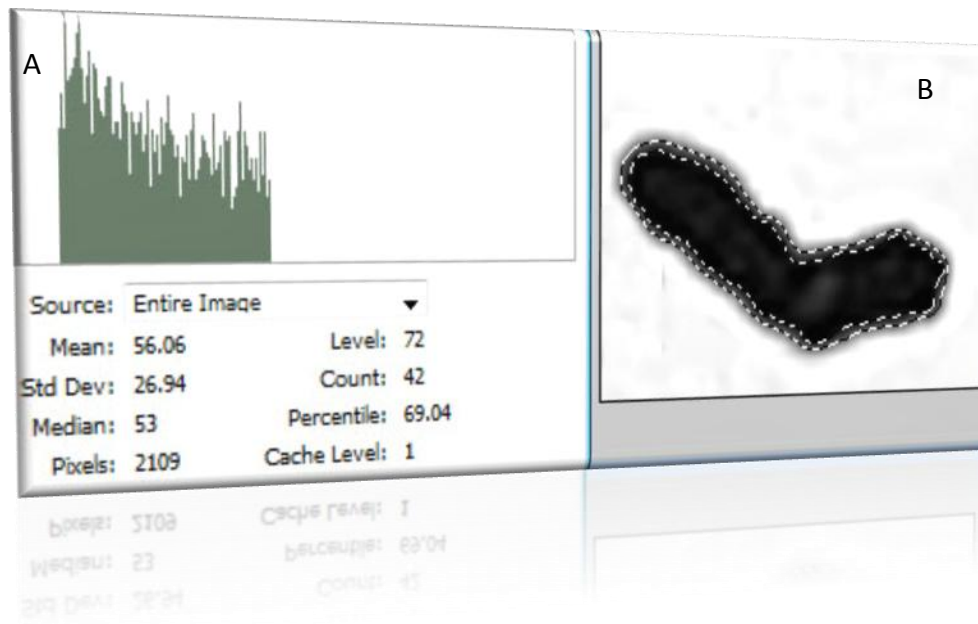 A
B
Source: Entire Image
Mean: 56.06 Level: 72
Std Dev: 26.94 Count: 42
Median: 53 Percentile: 69.04
Pixels: 2109 Cache Level: 1